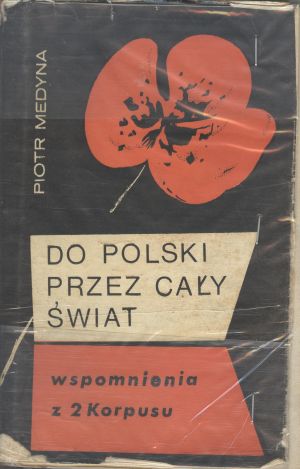 PIOTR MEDYNA
DO POLSKI
PRZEZ CAŁY
ŚWIAT
wspomnienia
z 2 Korpusu